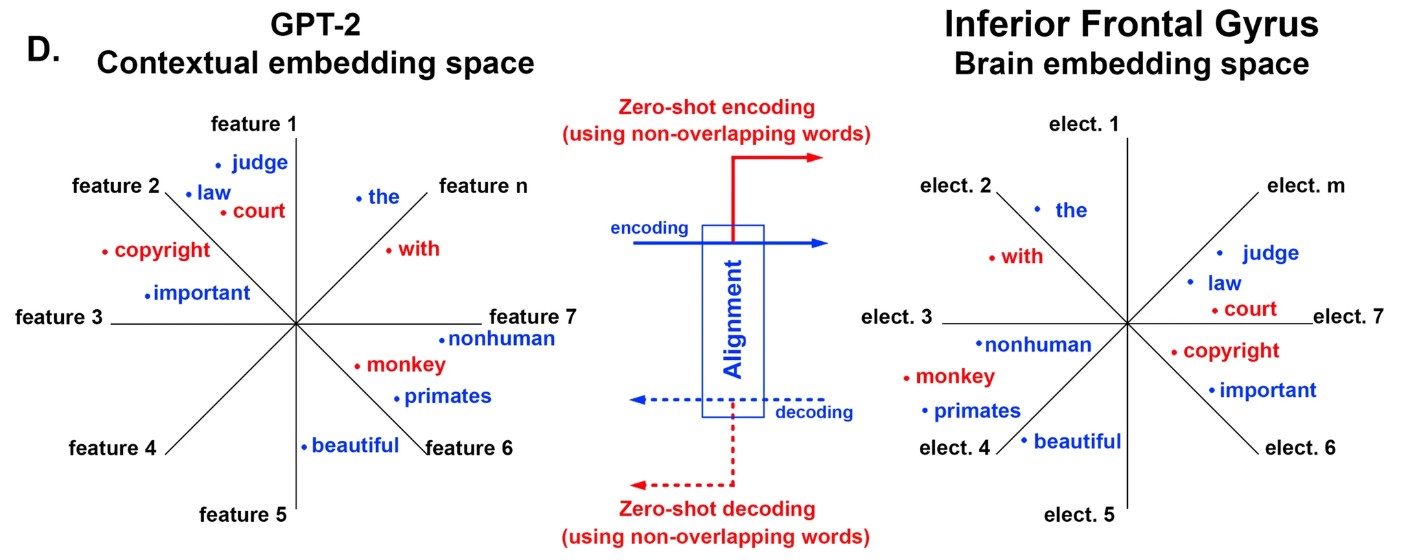 D.
GPT-2
Contextual embedding space
feature 1
judge
feature 2
law
the
feature n
court
copyright
with
important
feature 3
feature 7
nonhuman
monkey
primates
feature 4
beautiful
feature 6
feature 5
Zero-shot encoding
(using non-overlapping words)
encoding
Alignment
decoding
Zero-shot decoding
(using non-overlapping words)
Inferior Frontal Gyrus
Brain embedding space
elect. 1
elect. 2
elect. m
the
with
judge
law
court
elect. 3
elect. 7
nonhuman
copyright
monkey
important
primates
beautiful
elect. 4
elect. 6
elect. 5